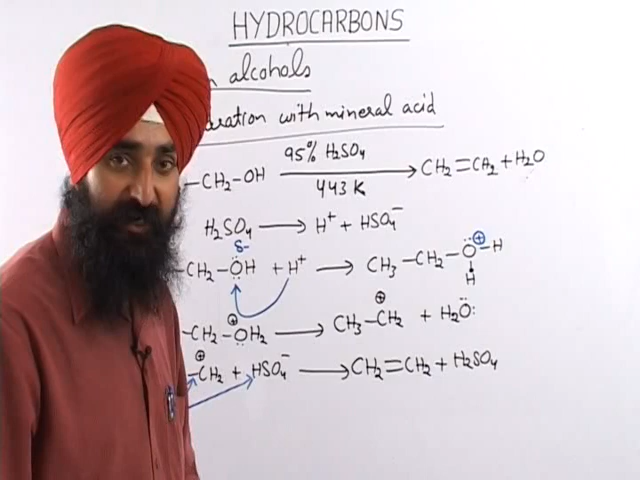 HYDROCARBONS
alcohols
ration with mineral acid
95% H₂SO₄
–CH₂–OH ⟶ CH₂=CH₂ + H₂O
443 K
H₂SO₄ ⟶ H⁺ + HSO₄⁻
δ-
–CH₂–ÖH + H⁺ ⟶ CH₃–CH₂–Ö⊕–H
H
–CH₂–Ö⊕H₂ ⟶ CH₃–CH₂⊕ + H₂Ö:
–CH₂⊕ + HSO₄⁻ ⟶ CH₂=CH₂ + H₂SO₄